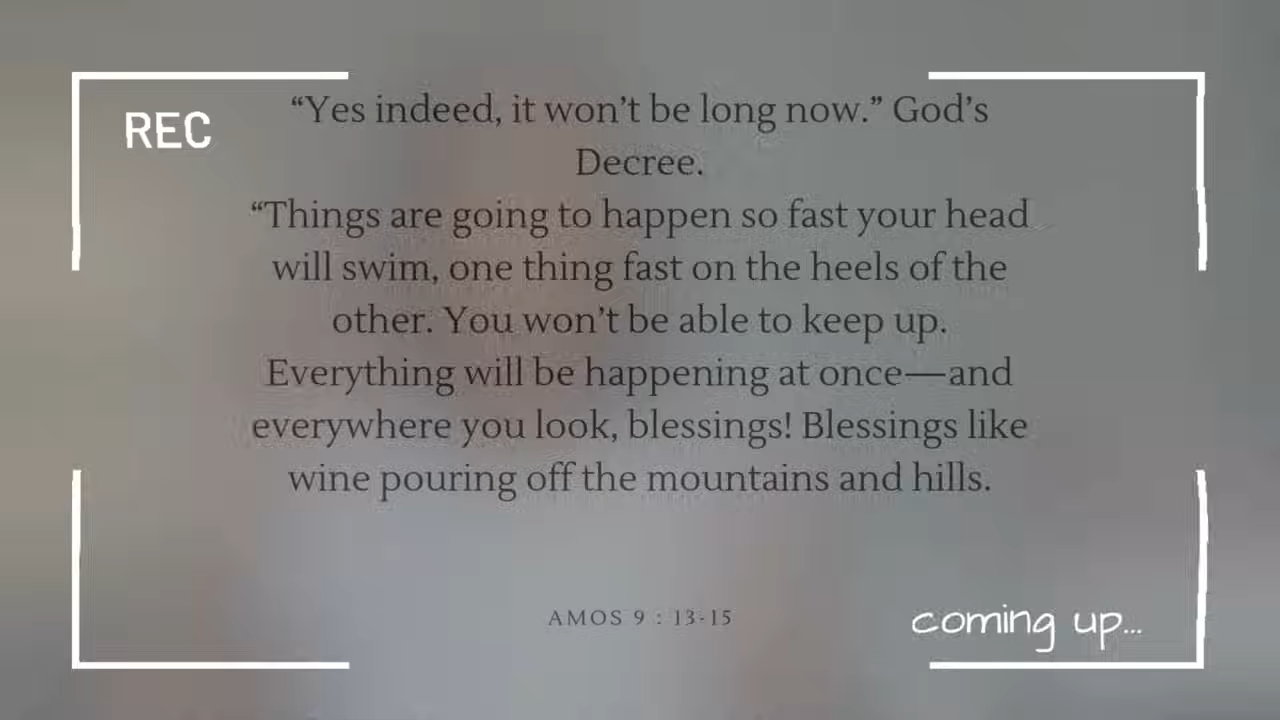 REC
“Yes indeed, it won’t be long now.” God’s
Decree.
“Things are going to happen so fast your head
will swim, one thing fast on the heels of the
other. You won’t be able to keep up.
Everything will be happening at once—and
everywhere you look, blessings! Blessings like
wine pouring off the mountains and hills.
AMOS 9 : 13-15
coming up...